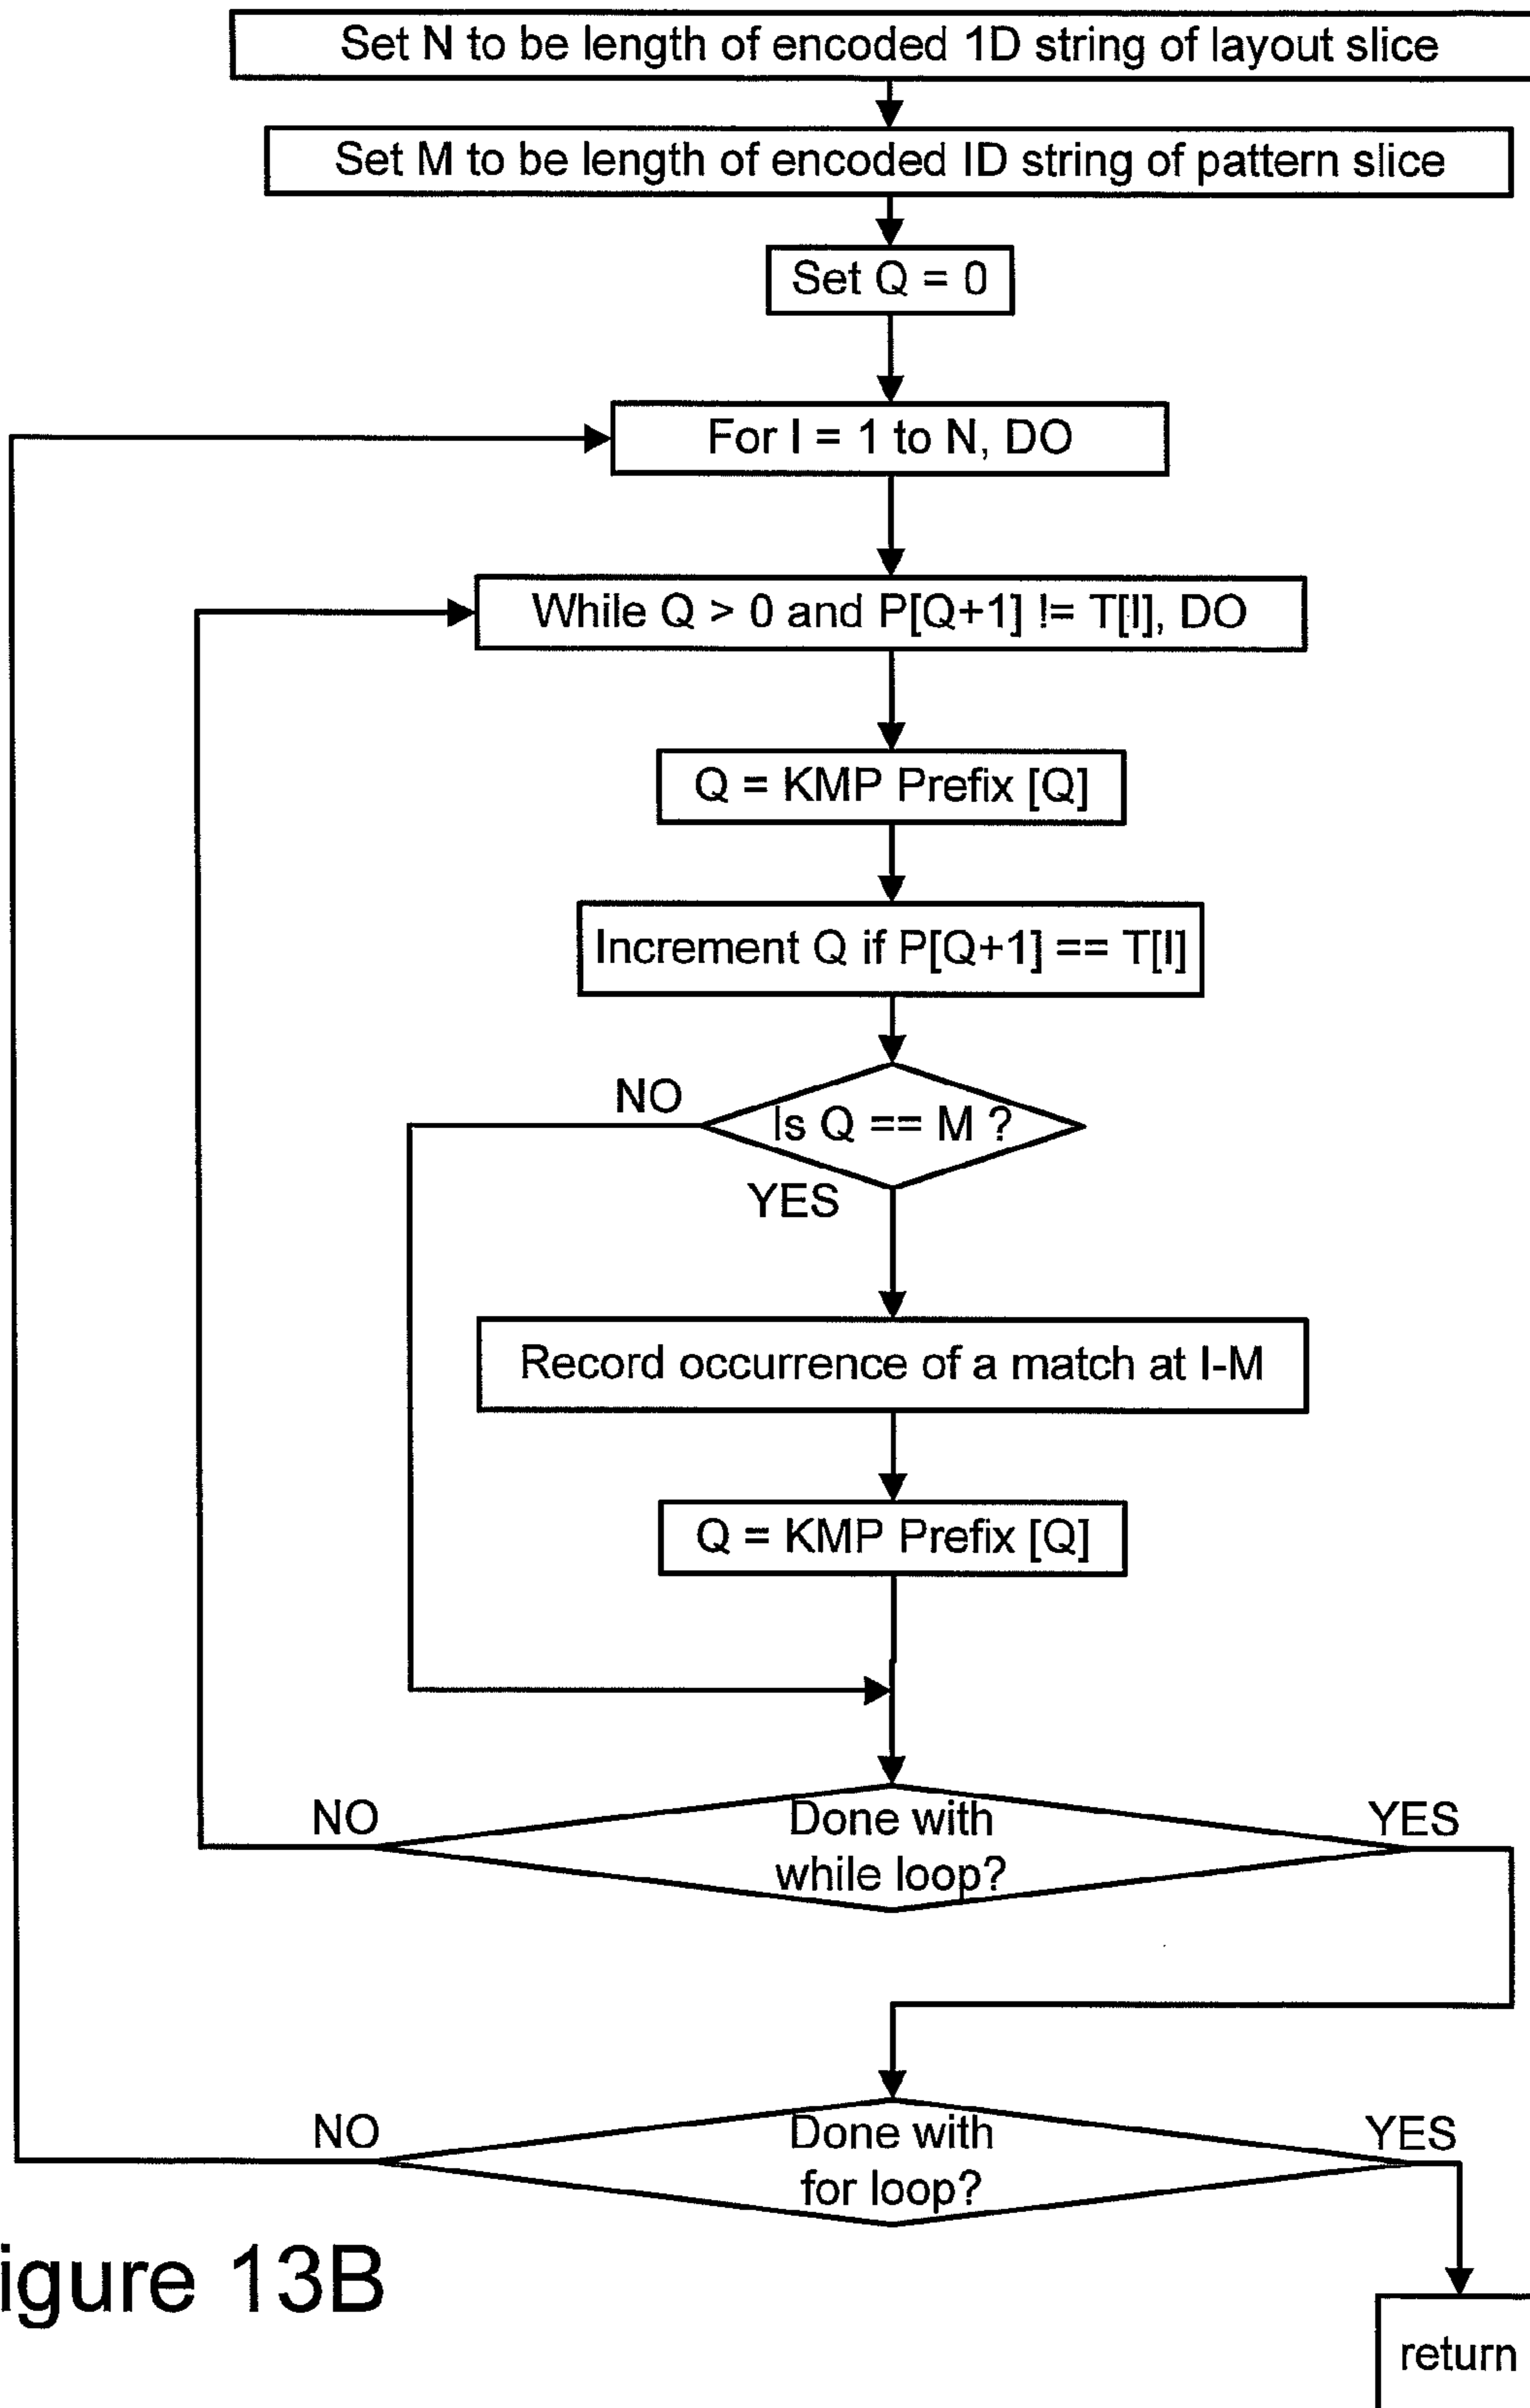 Set N to be length of encoded 1D string of layout slice
Set M to be length of encoded ID string of pattern slice
Set Q = 0
For I = 1 to N, DO
While Q > 0 and P[Q+1] != T[I], DO
Q = KMP Prefix [Q]
Increment Q if P[Q+1] == T[I]
NO
Is Q == M ?
YES
Record occurrence of a match at I-M
Q = KMP Prefix [Q]
NO
Done with
while loop?
YES
NO
Done with
for loop?
YES
igure 13B
return